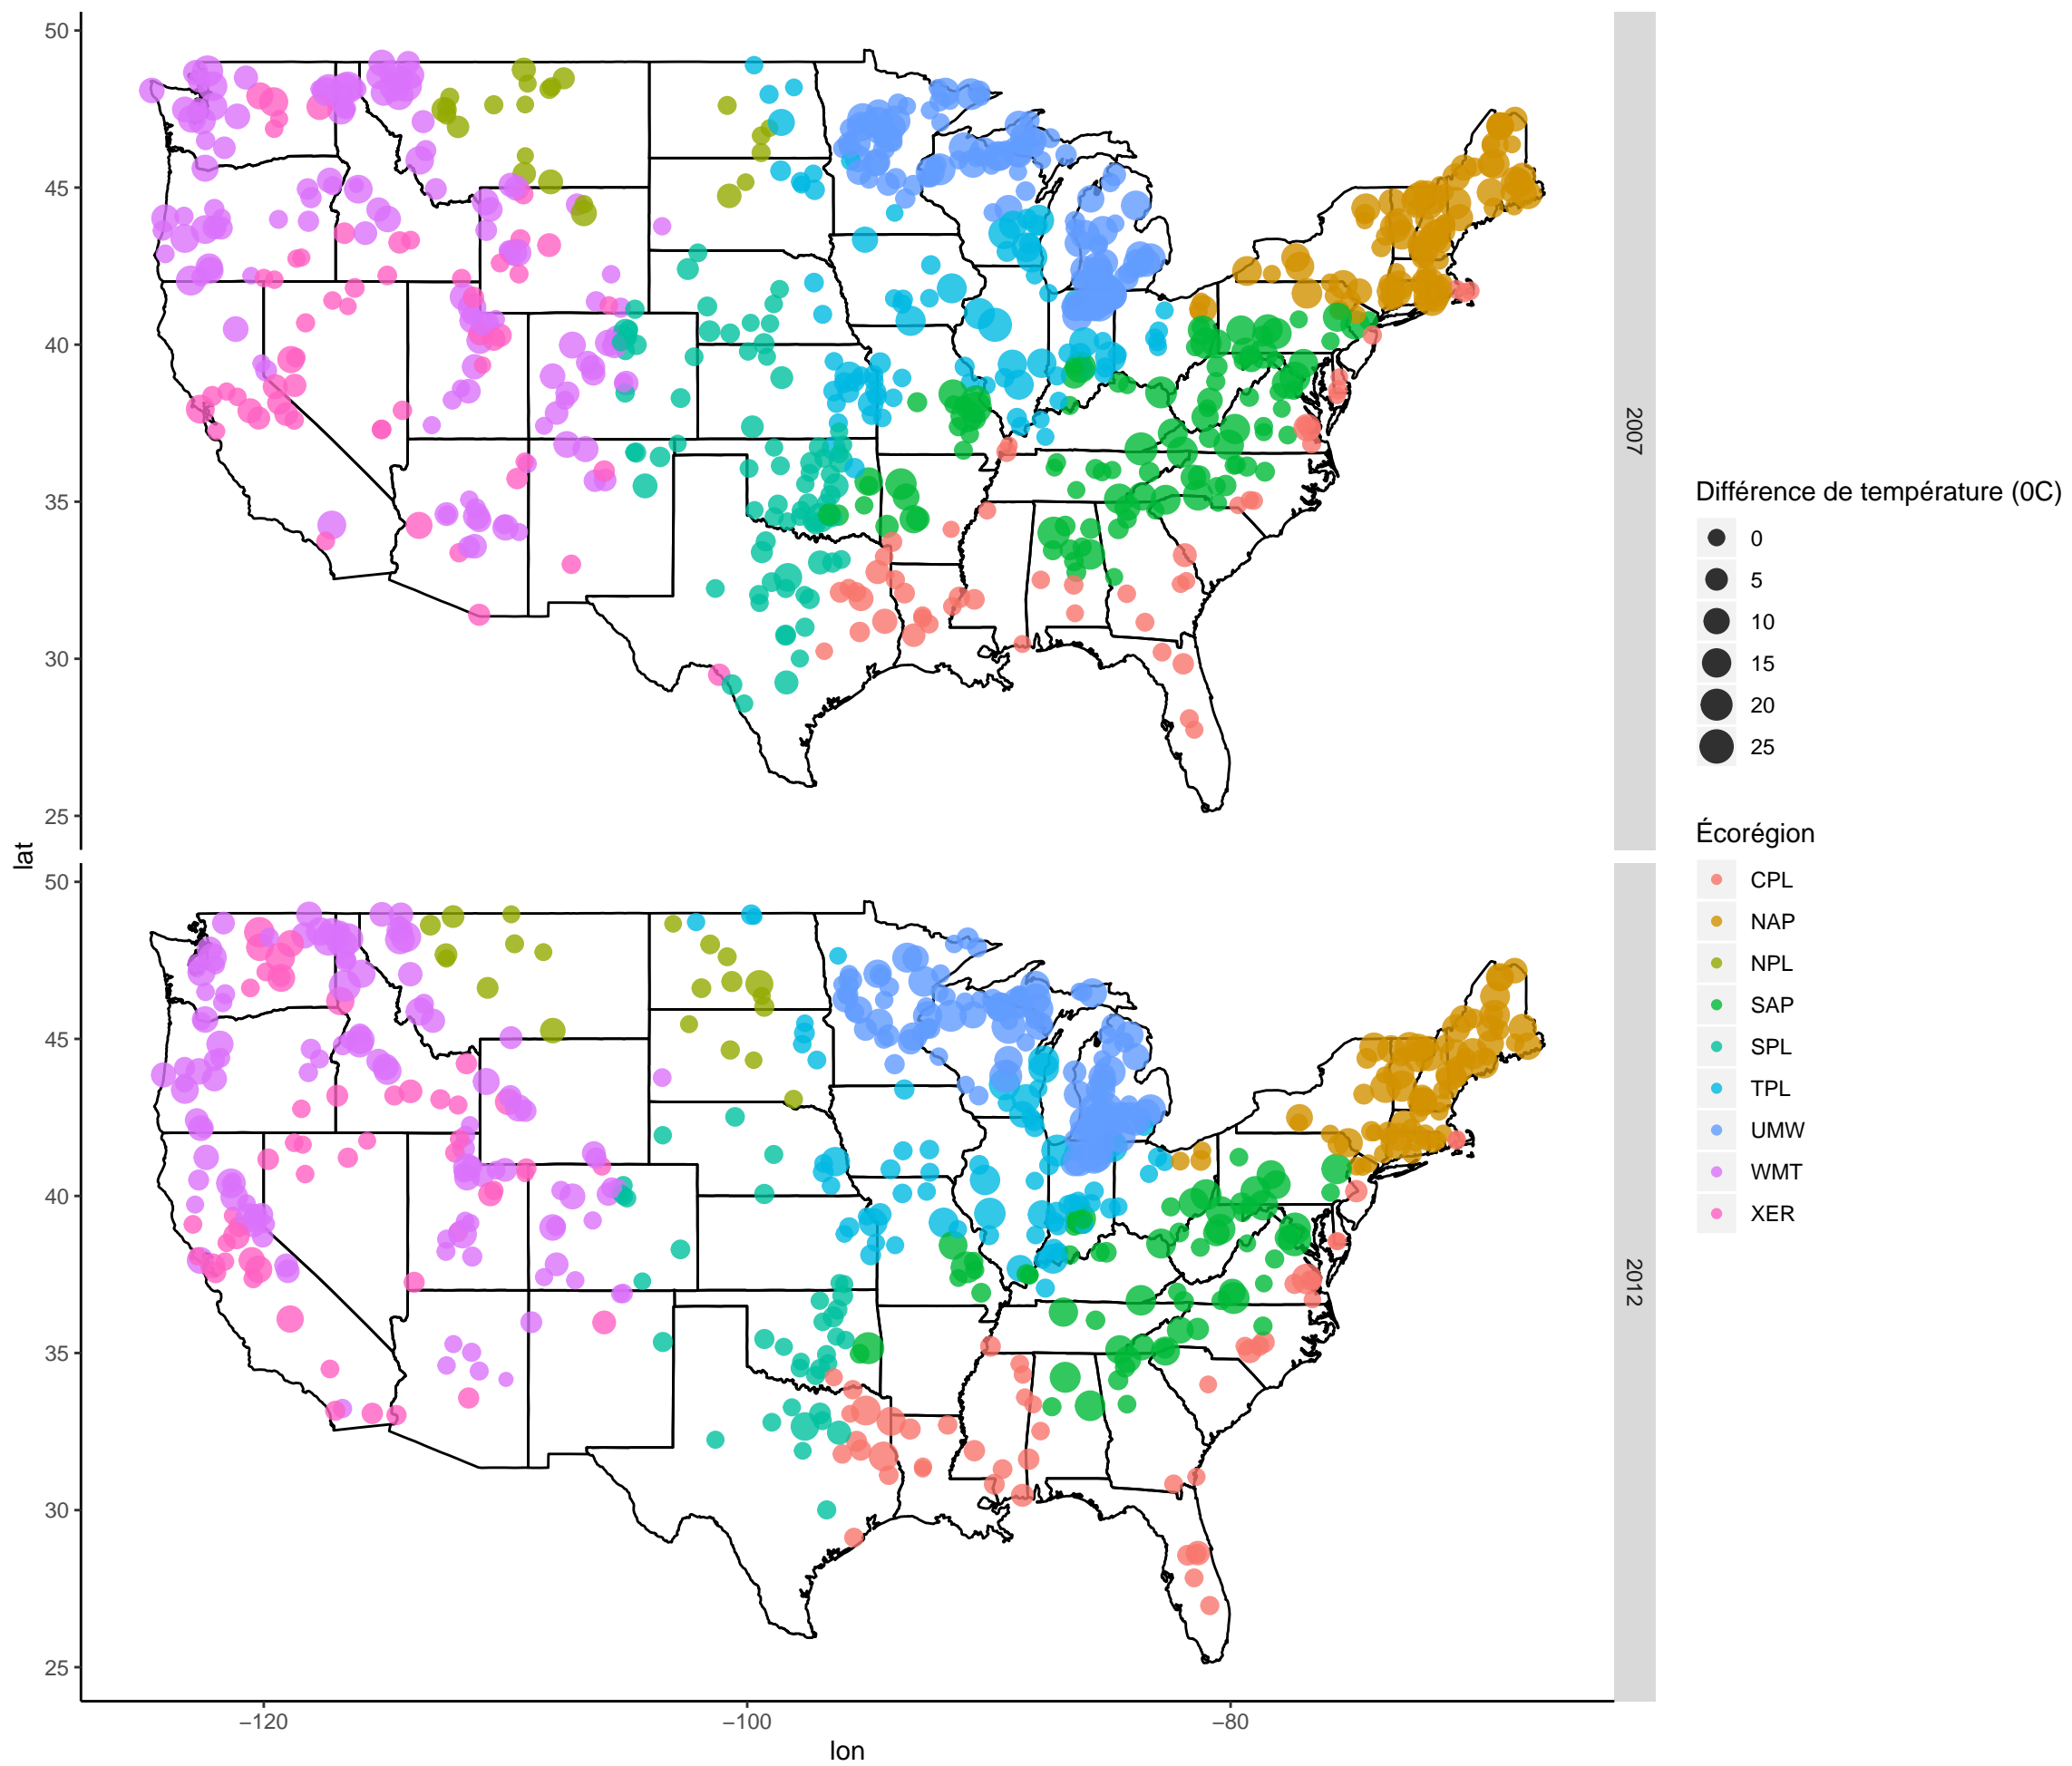 50
45
40
35
30
25
2007
50
45
40
35
30
25
2012
lat
−120
−100
−80
lon
Différence de température (0C)
0
5
10
15
20
25
Écorégion
CPL
NAP
NPL
SAP
SPL
TPL
UMW
WMT
XER